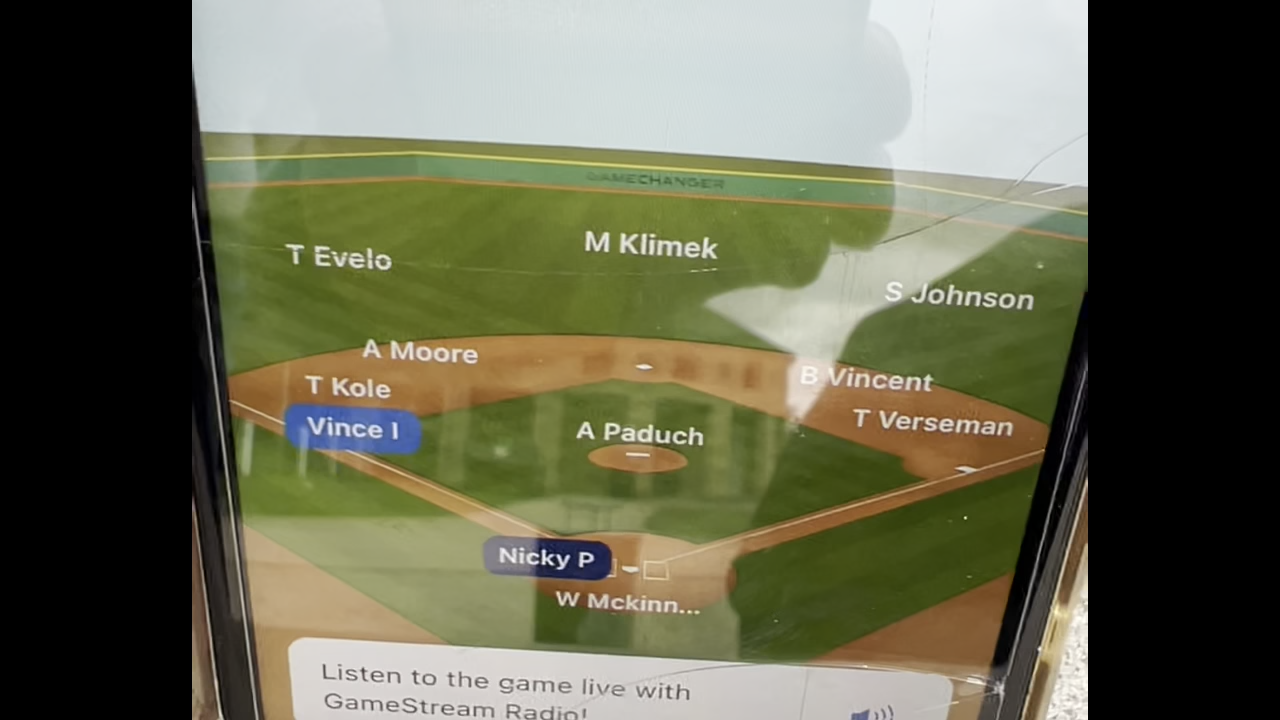 GAMECHANGER
M Klimek
T Evelo
S Johnson
A Moore
B Vincent
T Kole
T Verseman
Vince I
A Paduch
Nicky P
W Mckinn...
Listen to the game live with
GameStream Radio!